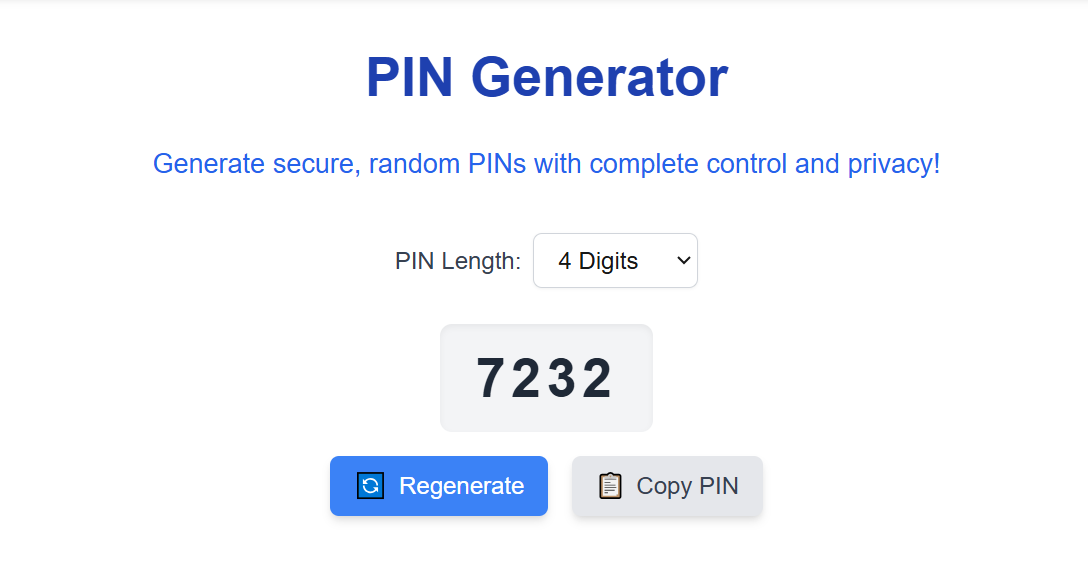 PIN Generator
Generate secure, random PINs with complete control and privacy!
PIN Length: 4 Digits
7232
Regenerate Copy PIN